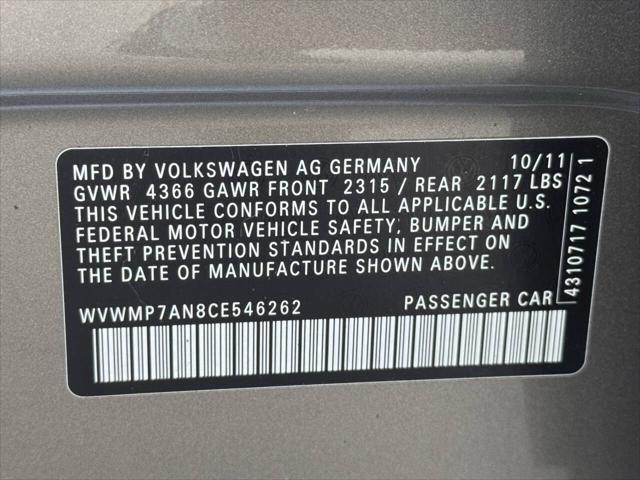 MFD BY VOLKSWAGEN AG GERMANY 10/11
GVWR 4366 GAWR FRONT 2315 / REAR 2117 LBS
THIS VEHICLE CONFORMS TO ALL APPLICABLE U.S.
FEDERAL MOTOR VEHICLE SAFETY, BUMPER AND
THEFT PREVENTION STANDARDS IN EFFECT ON
THE DATE OF MANUFACTURE SHOWN ABOVE.
WVWMP7AN8CE546262 PASSENGER CAR
4310717 1072 1